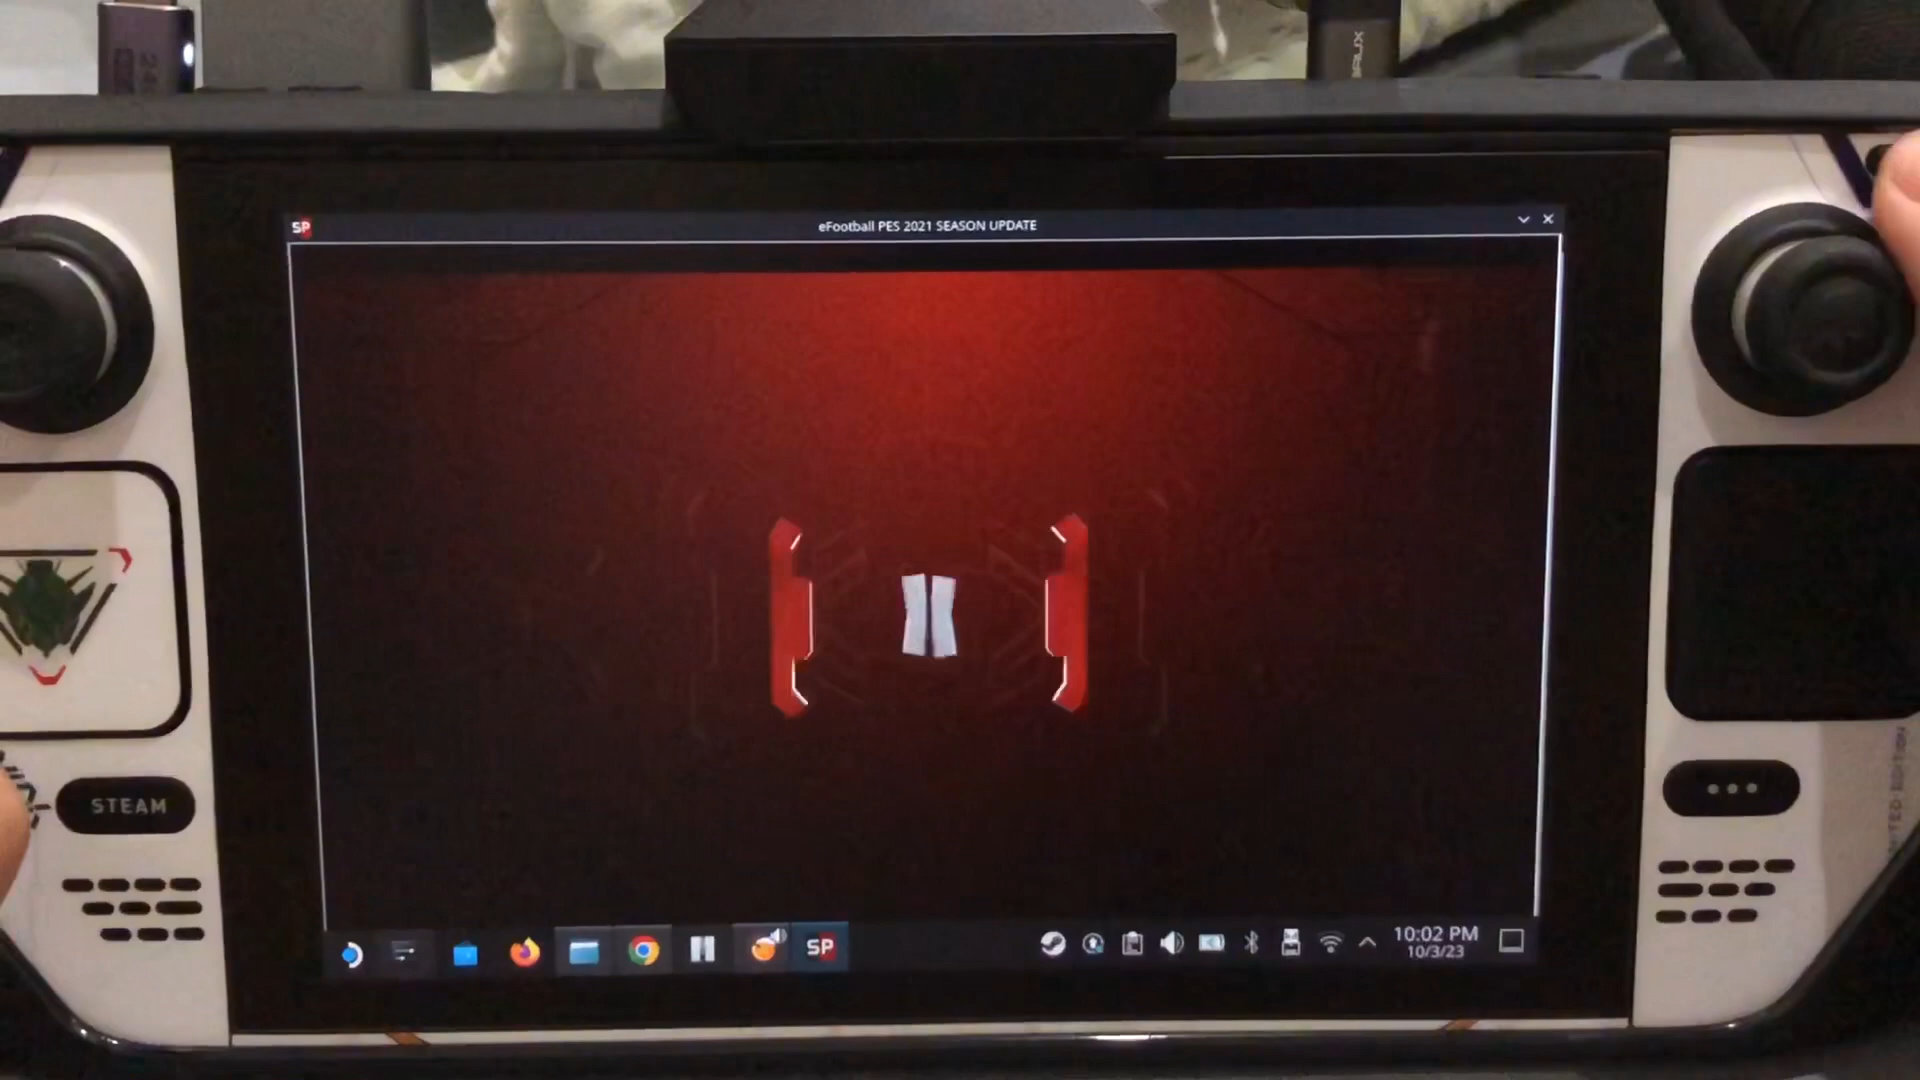 SP
eFootball PES 2021 SEASON UPDATE
STEAM
SP
10:02 PM
10/3/23